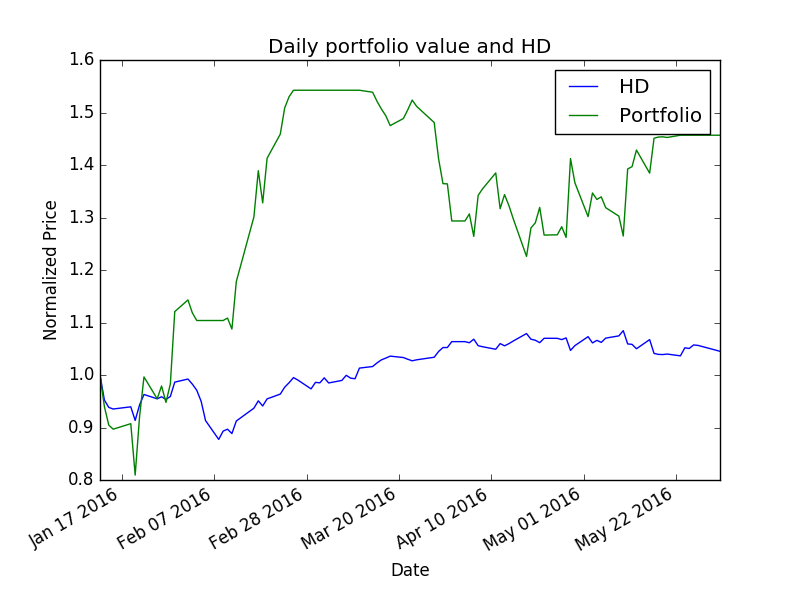 Daily portfolio value and HD
1.6
1.5
1.4
1.3
1.2
1.1
1.0
0.9
0.8
Normalized Price
HD
Portfolio
Jan 17 2016
Feb 07 2016
Feb 28 2016
Mar 20 2016
Apr 10 2016
May 01 2016
May 22 2016
Date